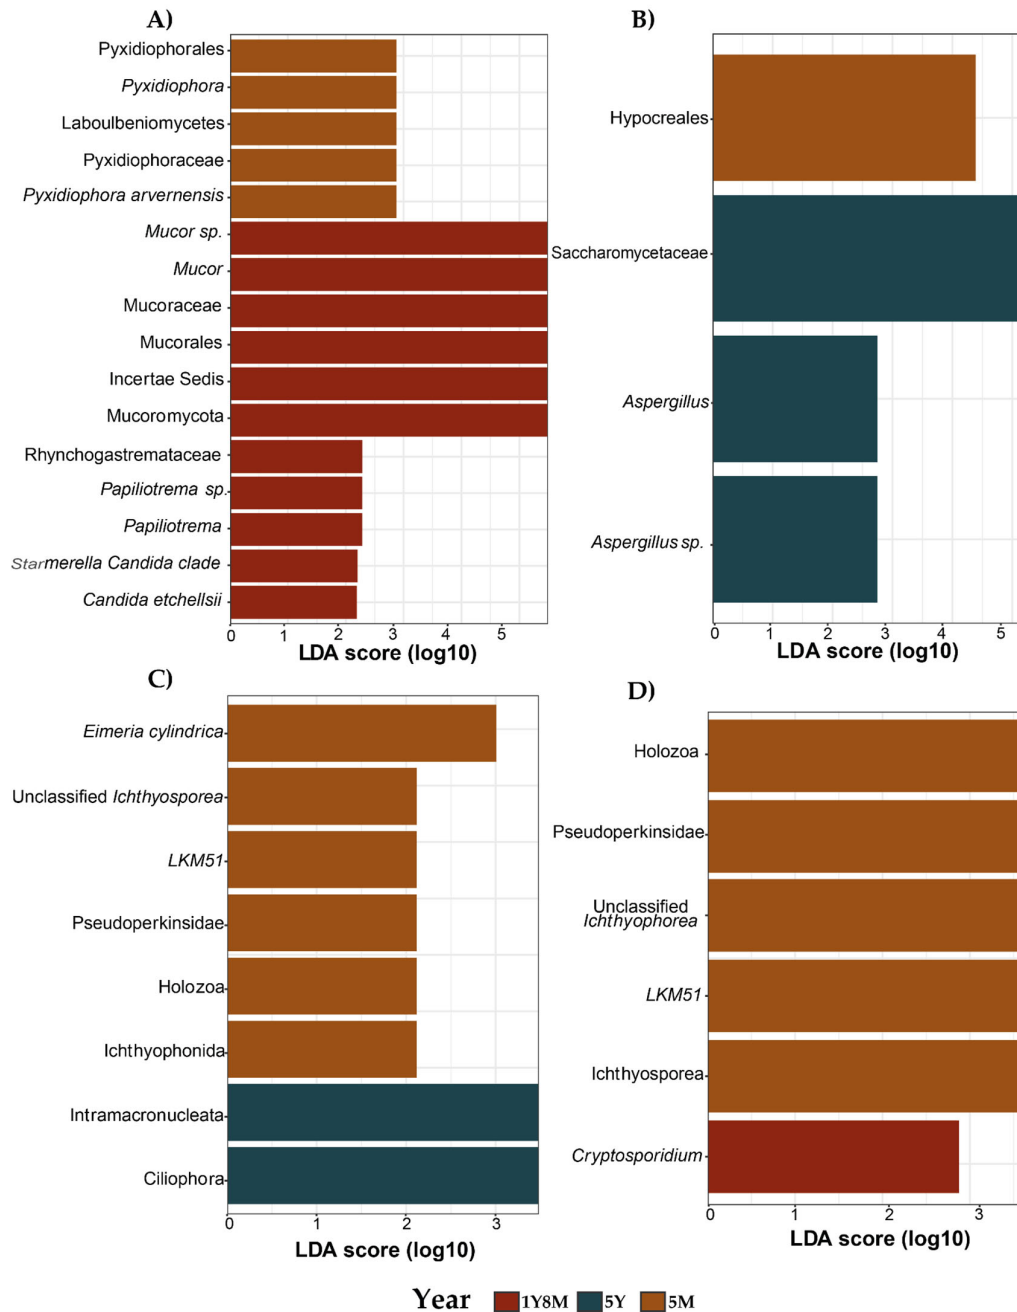 A)
Pyxidiophorales
Pyxidiophora
Laboulbeniomycetes
Pyxidiophoraceae
Pyxidiophora arvernensis
Mucor sp.
Mucor
Mucoraceae
Mucorales
Incertae Sedis
Mucoromycota
Rhynchogastremataceae
Papiliotrema sp.
Papiliotrema
Starmerella Candida clade
Candida etchellsii
0 1 2 3 4 5
LDA score (log10)
B)
Hypocreales
Saccharomycetaceae
Aspergillus
Aspergillus sp.
0 1 2 3 4 5
LDA score (log10)
C)
Eimeria cylindrica
Unclassified Ichthyosporea
LKM51
Pseudoperkinsidae
Holozoa
Ichthyophonida
Intramacronucleata
Ciliophora
0 1 2 3
LDA score (log10)
D)
Holozoa
Pseudoperkinsidae
Unclassified
Ichthyophorea
LKM51
Ichthyosporea
Cryptosporidium
0 1 2 3
LDA score (log10)
Year 1Y8M 5Y 5M